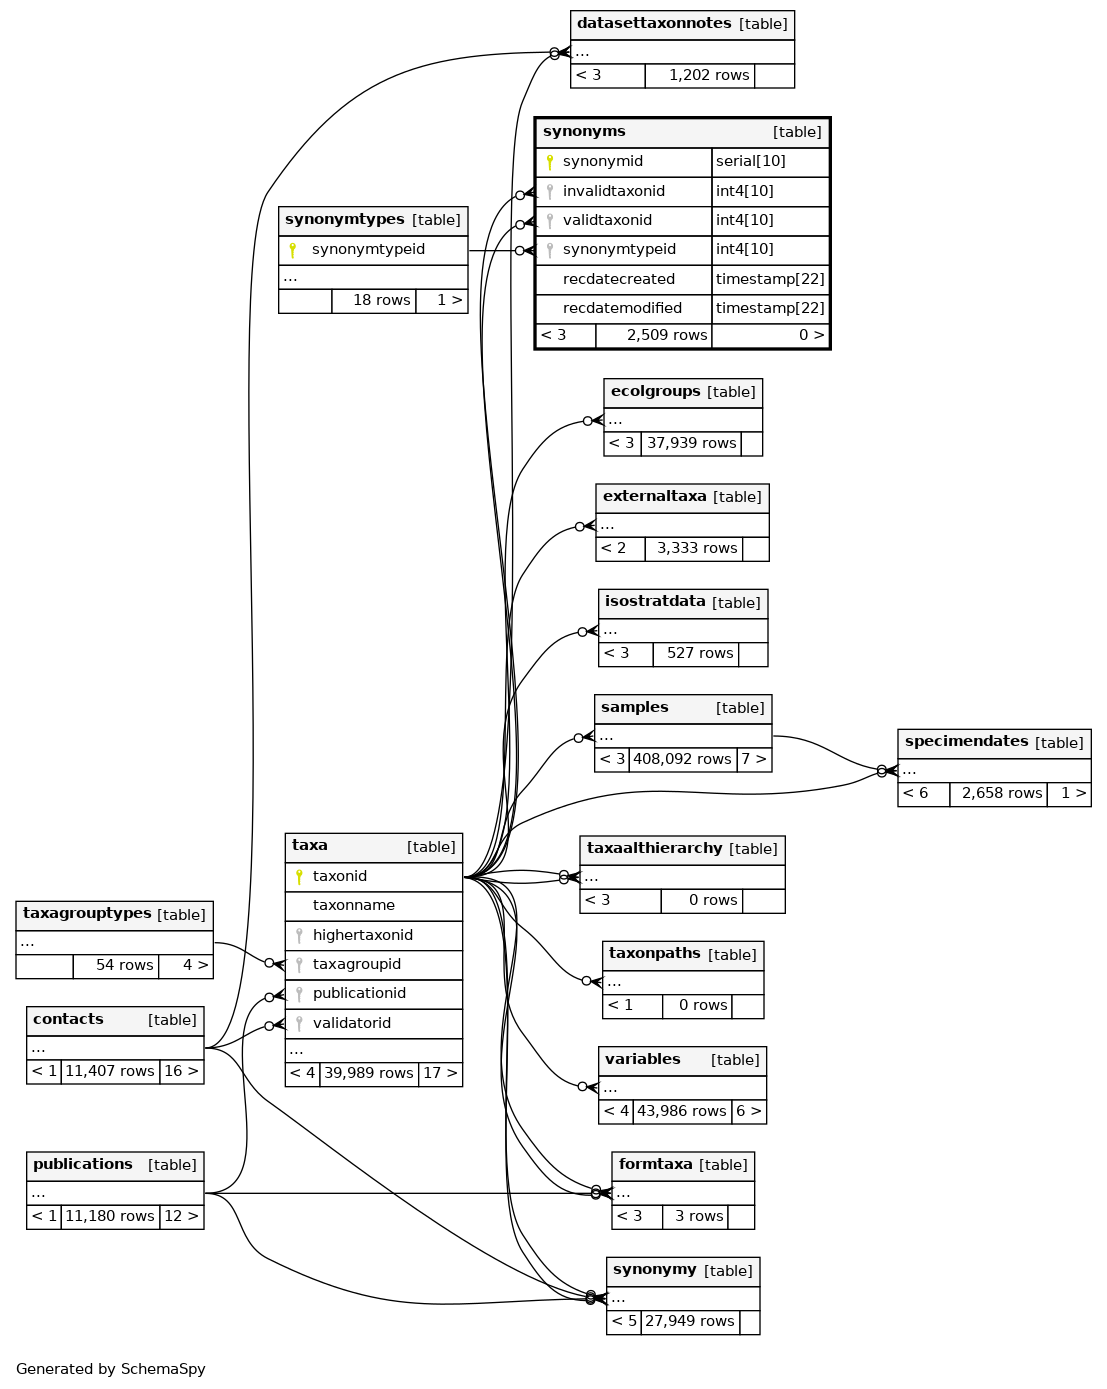 datasettaxonnotes [table]
...
< 3 1,202 rows
synonyms [table]
synonymid serial[10]
invalidtaxonid int4[10]
validtaxonid int4[10]
synonymtypeid int4[10]
recdatecreated timestamp[22]
recdatemodified timestamp[22]
< 3 2,509 rows 0 >
synonymtypes [table]
synonymtypeid
...
18 rows 1 >
ecolgroups [table]
...
< 3 37,939 rows
externaltaxa [table]
...
< 2 3,333 rows
isostratdata [table]
...
< 3 527 rows
samples [table]
...
< 3 408,092 rows 7 >
specimendates [table]
...
< 6 2,658 rows 1 >
taxa [table]
taxonid
taxonname
highertaxonid
taxagroupid
publicationid
validatorid
...
< 4 39,989 rows 17 >
taxaalthierarchy [table]
...
< 3 0 rows
taxagrouptypes [table]
...
54 rows 4 >
taxonpaths [table]
...
< 1 0 rows
contacts [table]
...
< 1 11,407 rows 16 >
variables [table]
...
< 4 43,986 rows 6 >
publications [table]
...
< 1 11,180 rows 12 >
formtaxa [table]
...
< 3 3 rows
synonymy [table]
...
< 5 27,949 rows
Generated by SchemaSpy